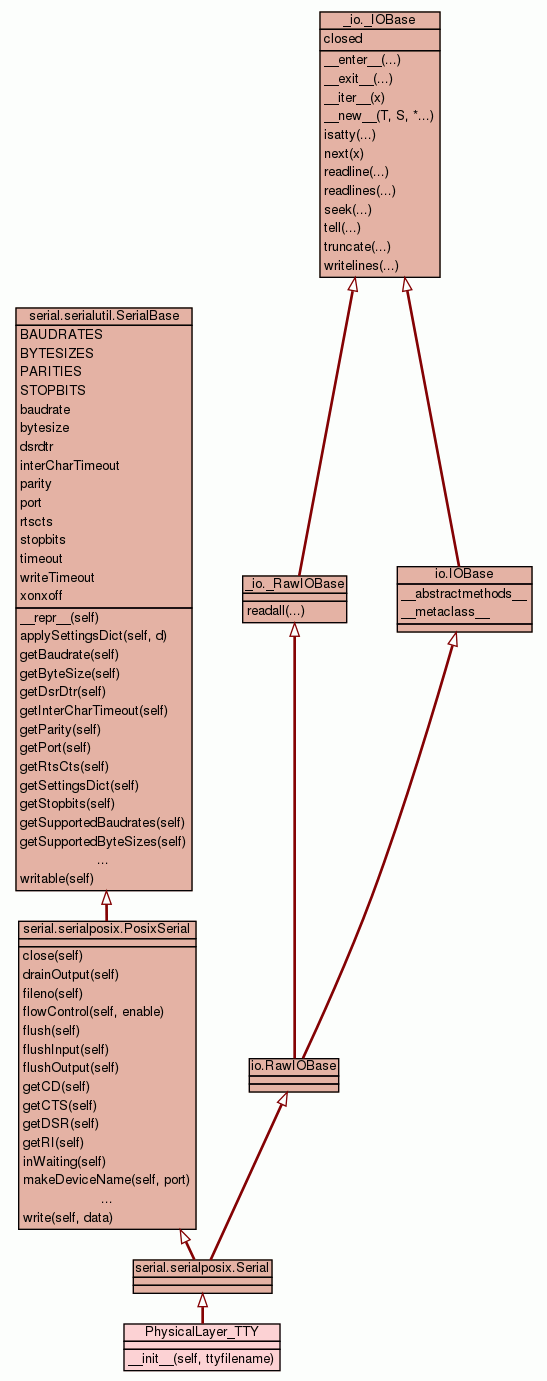 _io._IOBase
closed
__enter__(...)
__exit__(...)
__iter__(x)
__new__(T, S, *...)
isatty(...)
next(x)
readline(...)
readlines(...)
seek(...)
tell(...)
truncate(...)
writelines(...)
serial.serialutil.SerialBase
BAUDRATES
BYTESIZES
PARITIES
STOPBITS
baudrate
bytesize
dsrdtr
interCharTimeout
parity
port
rtscts
stopbits
timeout
writeTimeout
xonxoff
__repr__(self)
applySettingsDict(self, d)
getBaudrate(self)
getByteSize(self)
getDsrDtr(self)
getInterCharTimeout(self)
getParity(self)
getPort(self)
getRtsCts(self)
getSettingsDict(self)
getStopbits(self)
getSupportedBaudrates(self)
getSupportedByteSizes(self)
...
writable(self)
_io._RawIOBase
readall(...)
io.IOBase
__abstractmethods__
__metaclass__
serial.serialposix.PosixSerial
close(self)
drainOutput(self)
fileno(self)
flowControl(self, enable)
flush(self)
flushInput(self)
flushOutput(self)
getCD(self)
getCTS(self)
getDSR(self)
getRI(self)
inWaiting(self)
makeDeviceName(self, port)
...
write(self, data)
io.RawIOBase
serial.serialposix.Serial
PhysicalLayer_TTY
__init__(self, ttyfilename)